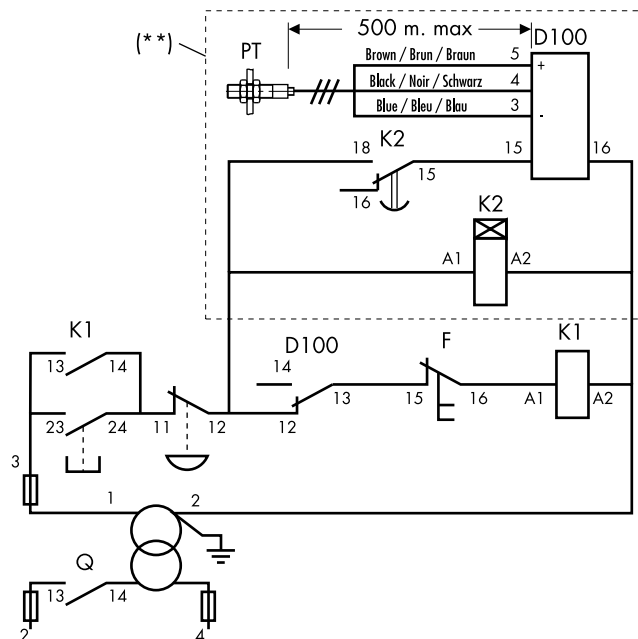 500 m. max
(**)
PT
D100
Brown / Brun / Braun
5
+
Black / Noir / Schwarz
4
Blue / Bleu / Blau
3
-
K2
18
15
15
16
16
K2
A1
A2
K1
D100
F
K1
13
14
14
13
15
16
A1
A2
23
24
11
12
12
3
1
2
Q
13
14
2
4